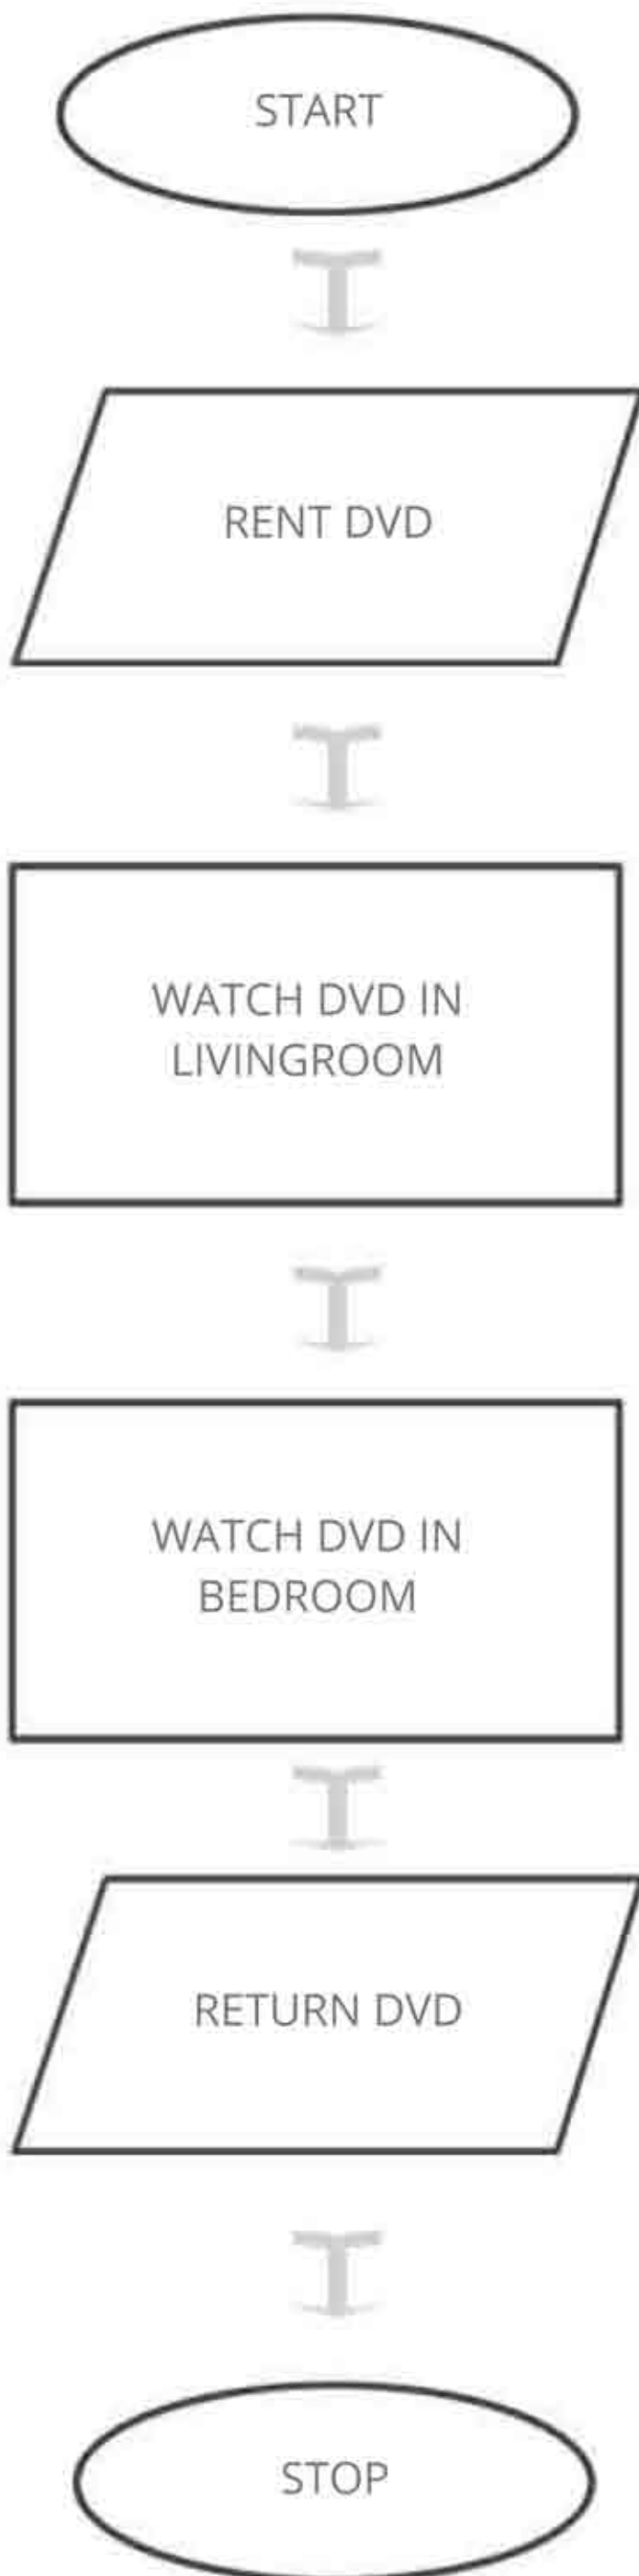 START
RENT DVD
WATCH DVD IN
LIVINGROOM
WATCH DVD IN
BEDROOM
RETURN DVD
STOP